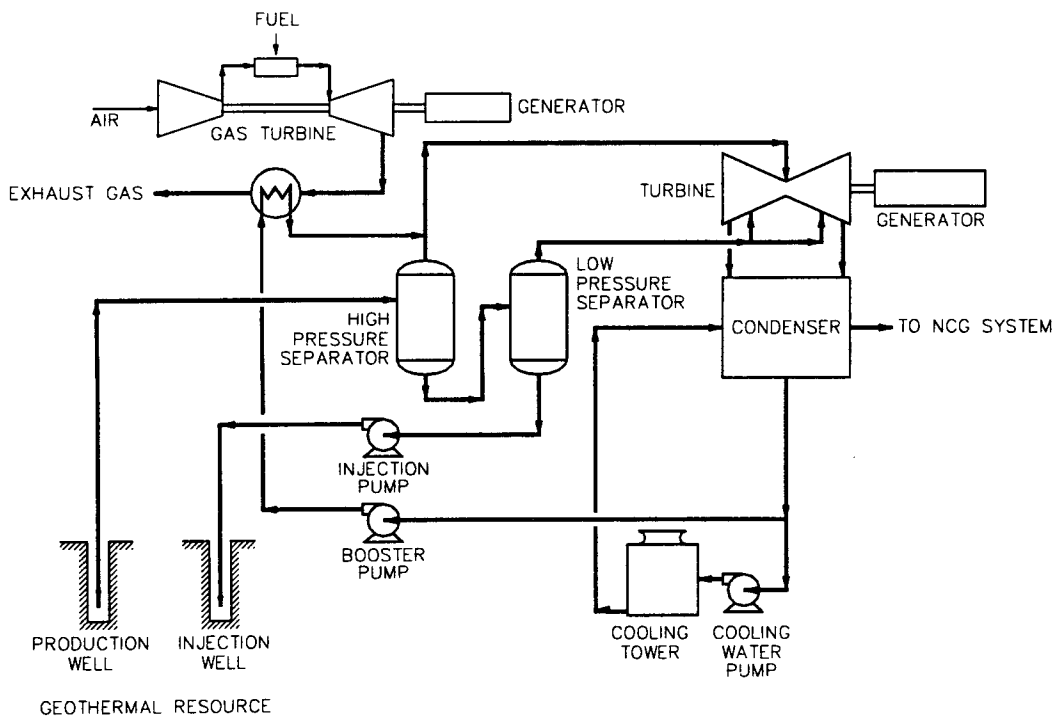 FUEL
AIR
GAS TURBINE
GENERATOR
EXHAUST GAS
TURBINE
GENERATOR
LOW
PRESSURE
SEPARATOR
HIGH
PRESSURE
SEPARATOR
CONDENSER
TO NCG SYSTEM
INJECTION
PUMP
BOOSTER
PUMP
PRODUCTION
WELL
INJECTION
WELL
COOLING
TOWER
COOLING
WATER
PUMP
GEOTHERMAL RESOURCE